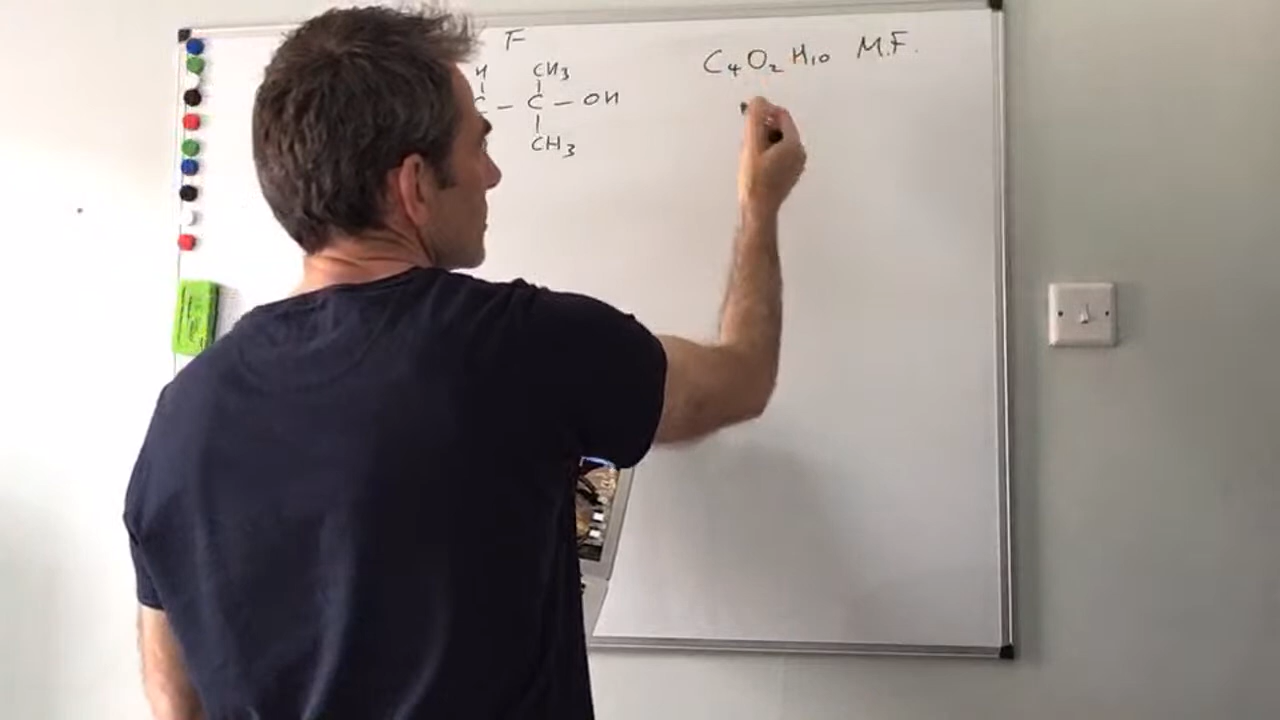 F
C₄O₂H₁₀ M.F.
H CH₃
C – C – OH
CH₃